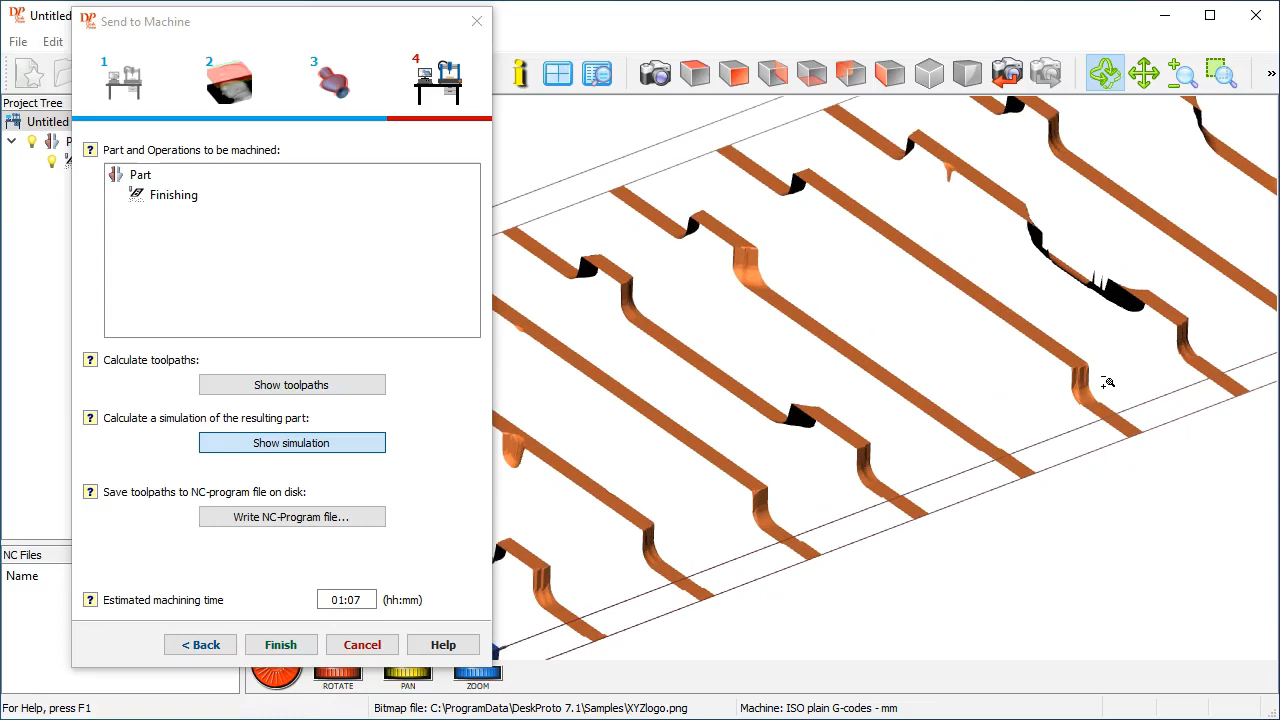 Untitled
Send to Machine
File Edit
1
2
3
4
»
Project Tree
Untitled
P
? Part and Operations to be machined:
Part
Finishing
? Calculate toolpaths:
Show toolpaths
? Calculate a simulation of the resulting part:
Show simulation
? Save toolpaths to NC-program file on disk:
Write NC-Program file...
NC Files
Name
? Estimated machining time 01:07 (hh:mm)
< Back Finish Cancel Help
ROTATE PAN ZOOM
For Help, press F1 Bitmap file: C:\ProgramData\DeskProto 7.1\Samples\XYZlogo.png Machine: ISO plain G-codes - mm